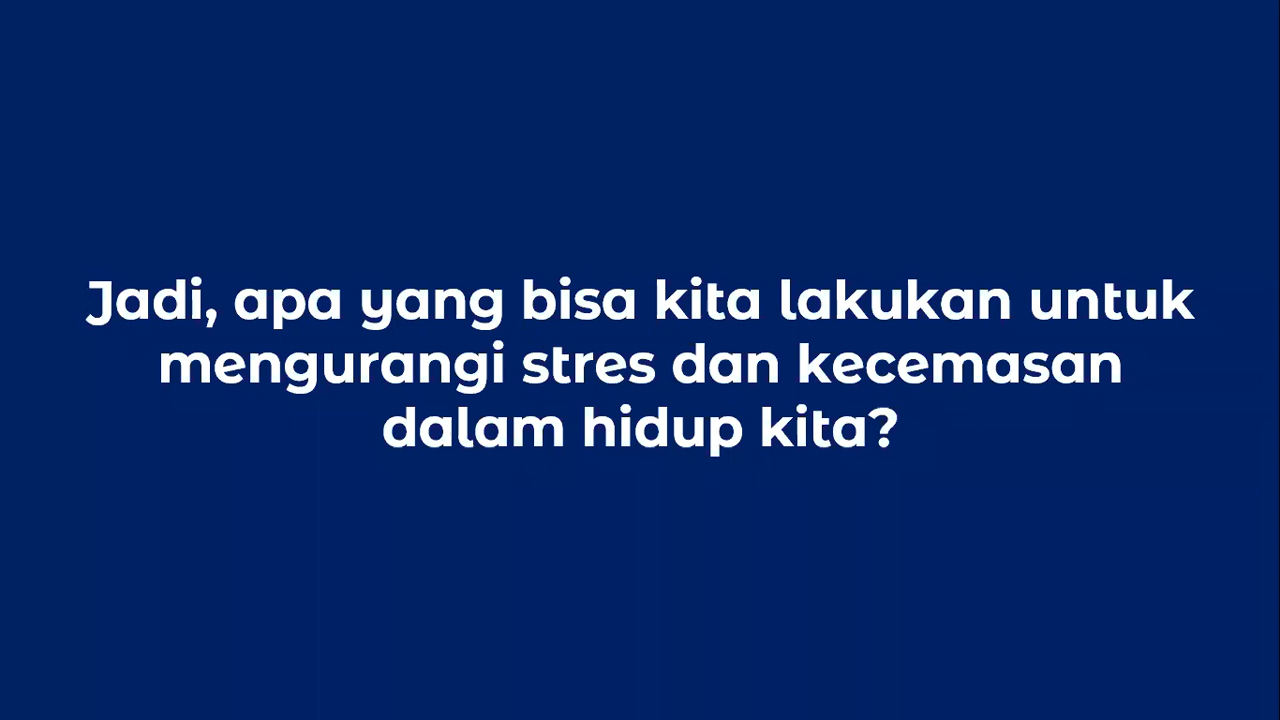 Jadi, apa yang bisa kita lakukan untuk
mengurangi stres dan kecemasan
dalam hidup kita?